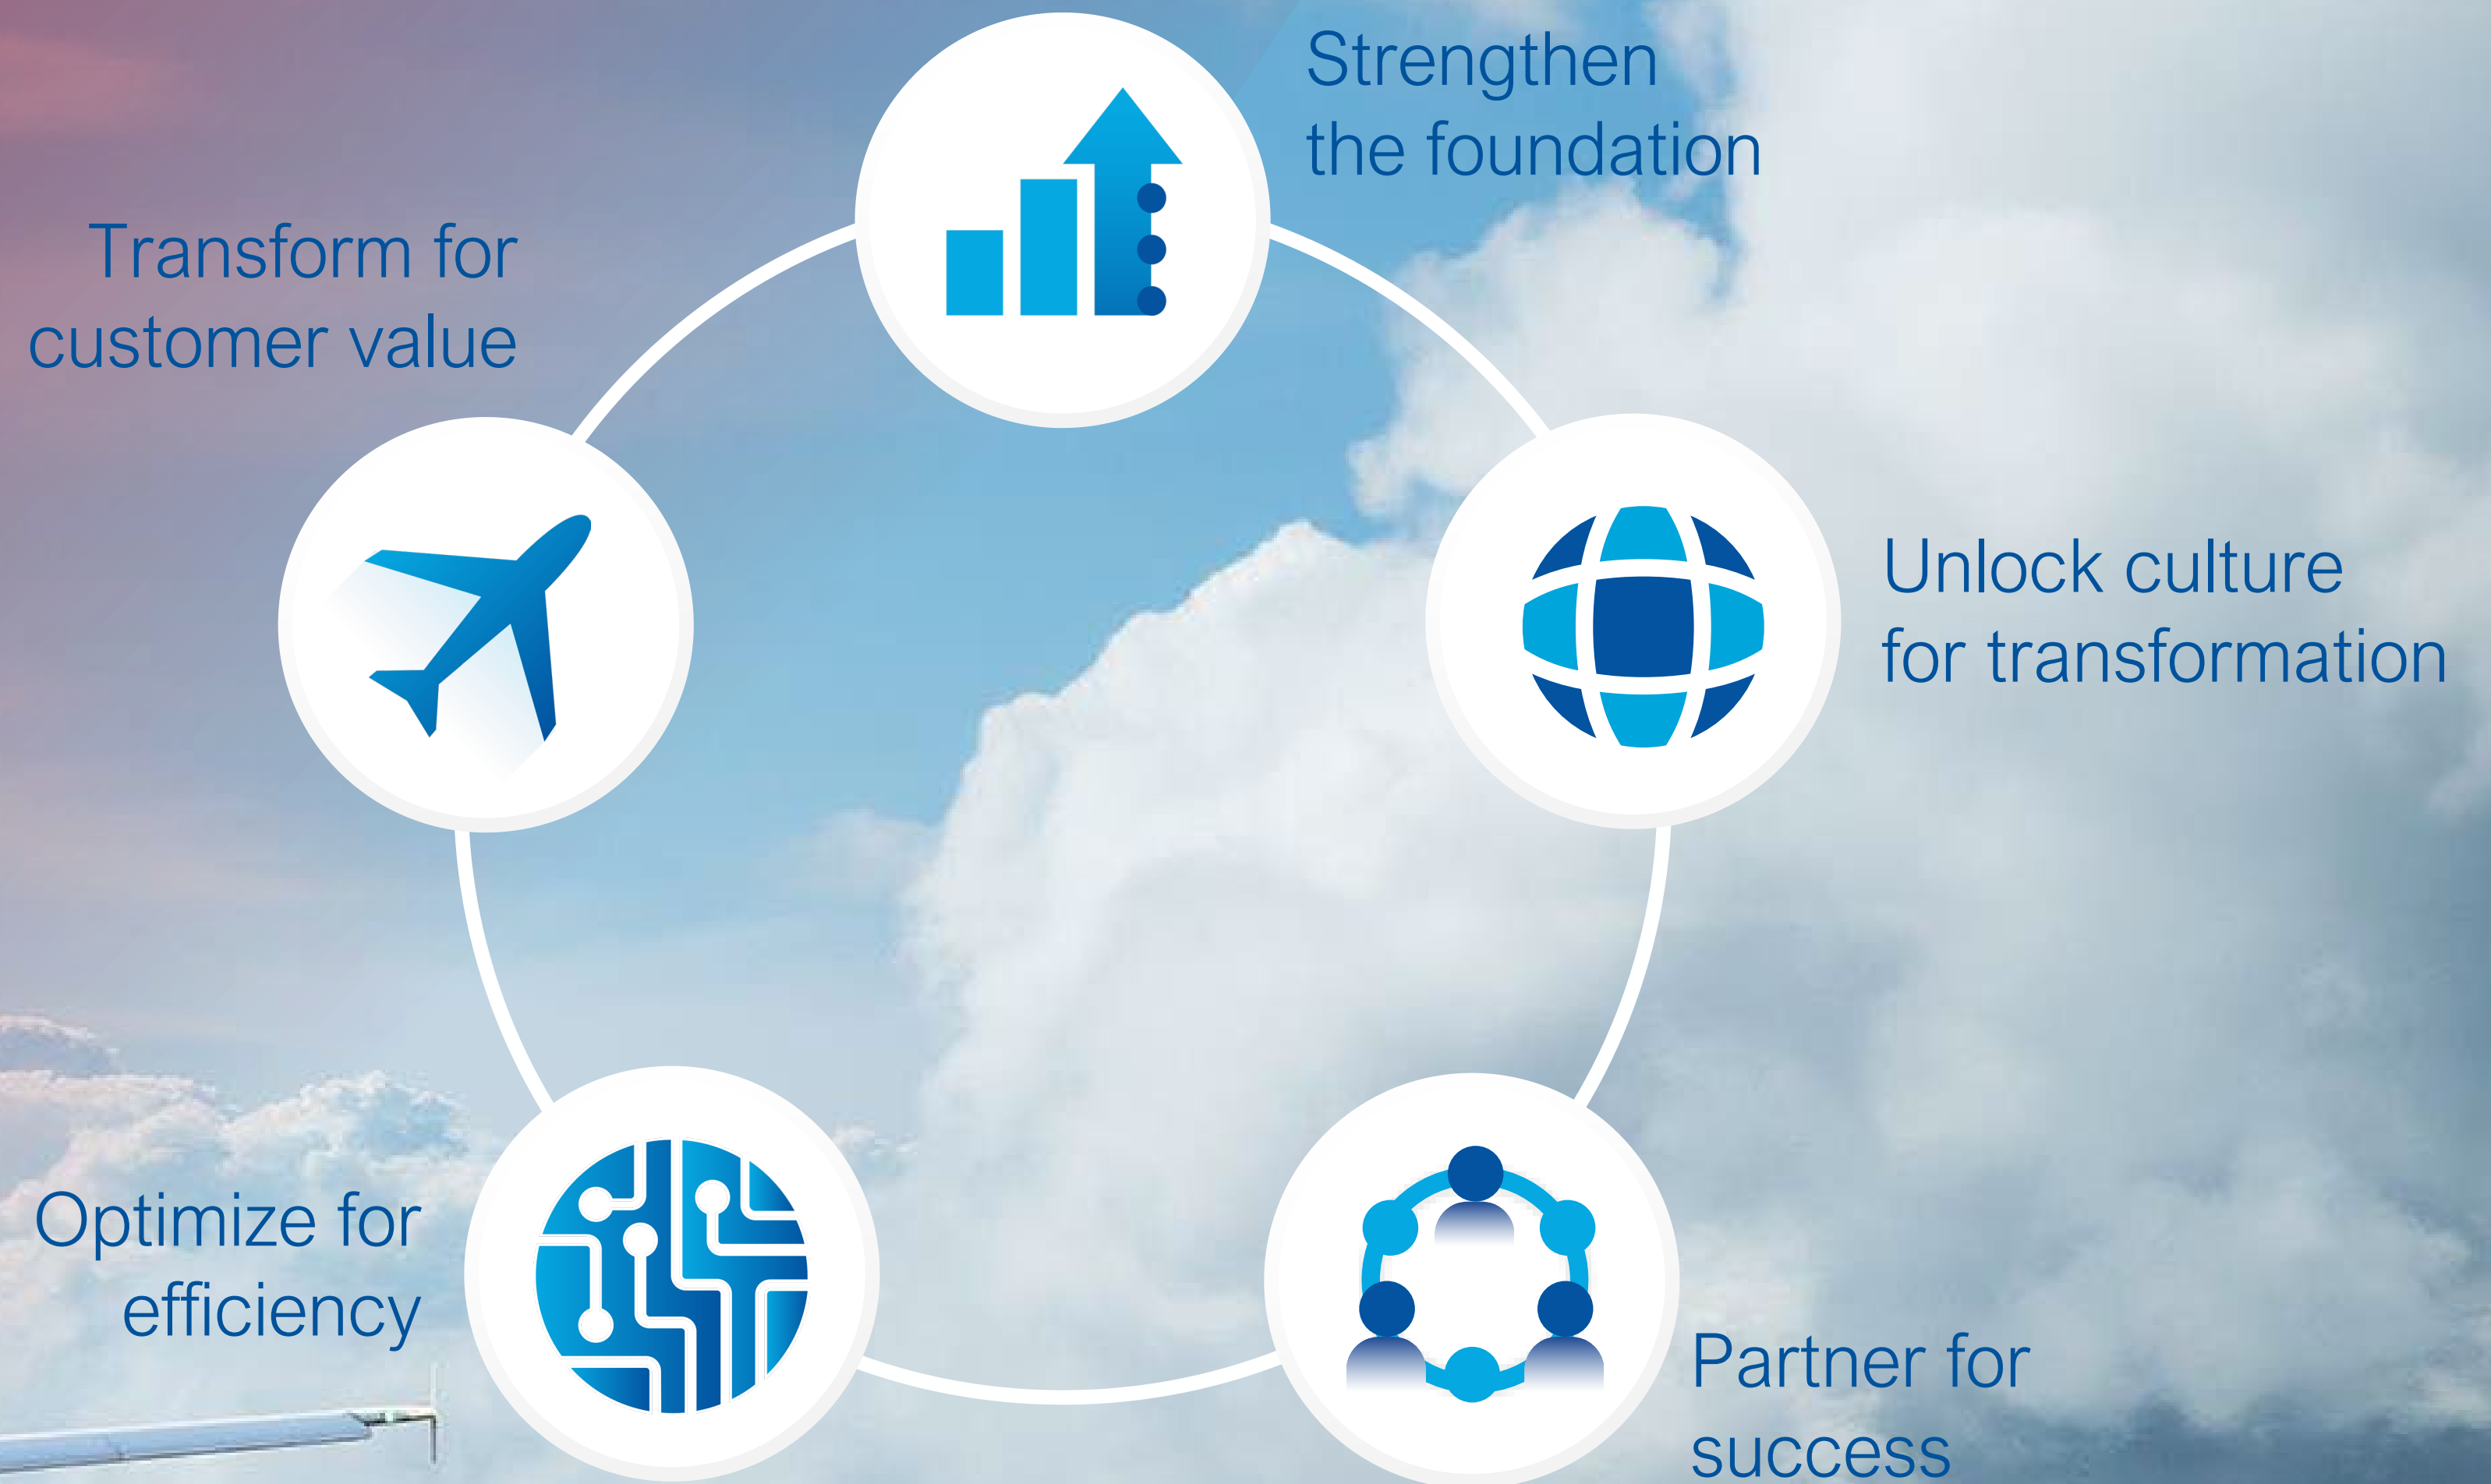 Strengthen
the foundation
Transform for
customer value
Unlock culture
for transformation
Optimize for
efficiency
Partner for
success